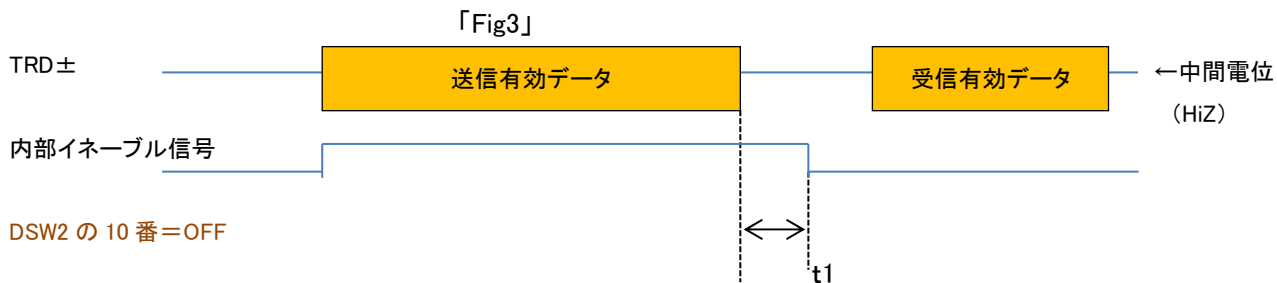 「Fig3」
TRD±
送信有効データ
受信有効データ
←中間電位
（HiZ）
内部イネーブル信号
DSW2 の 10 番＝OFF
t1